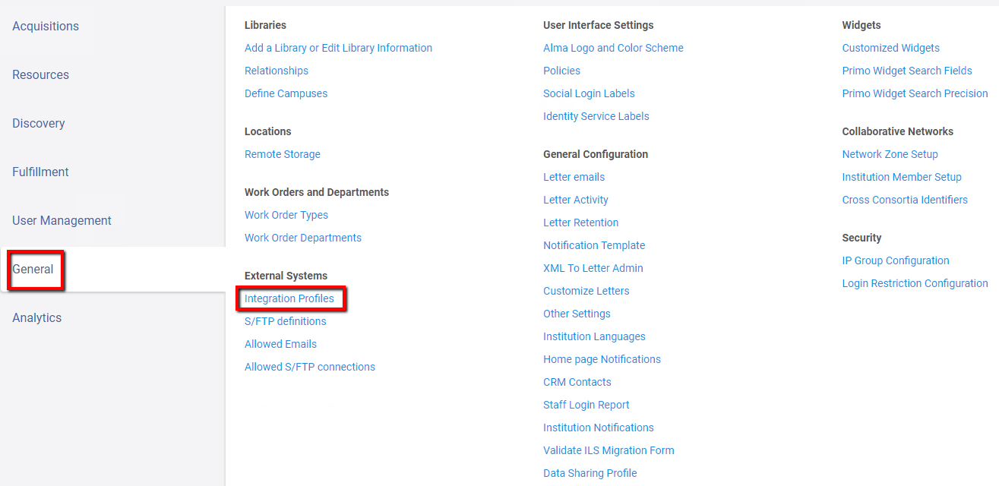 Acquisitions
Resources
Discovery
Fulfillment
User Management
General
Analytics
Libraries
Add a Library or Edit Library Information
Relationships
Define Campuses
Locations
Remote Storage
Work Orders and Departments
Work Order Types
Work Order Departments
External Systems
Integration Profiles
S/FTP definitions
Allowed Emails
Allowed S/FTP connections
User Interface Settings
Alma Logo and Color Scheme
Policies
Social Login Labels
Identity Service Labels
General Configuration
Letter emails
Letter Activity
Letter Retention
Notification Template
XML To Letter Admin
Customize Letters
Other Settings
Institution Languages
Home page Notifications
CRM Contacts
Staff Login Report
Institution Notifications
Validate ILS Migration Form
Data Sharing Profile
Widgets
Customized Widgets
Primo Widget Search Fields
Primo Widget Search Precision
Collaborative Networks
Network Zone Setup
Institution Member Setup
Cross Consortia Identifiers
Security
IP Group Configuration
Login Restriction Configuration